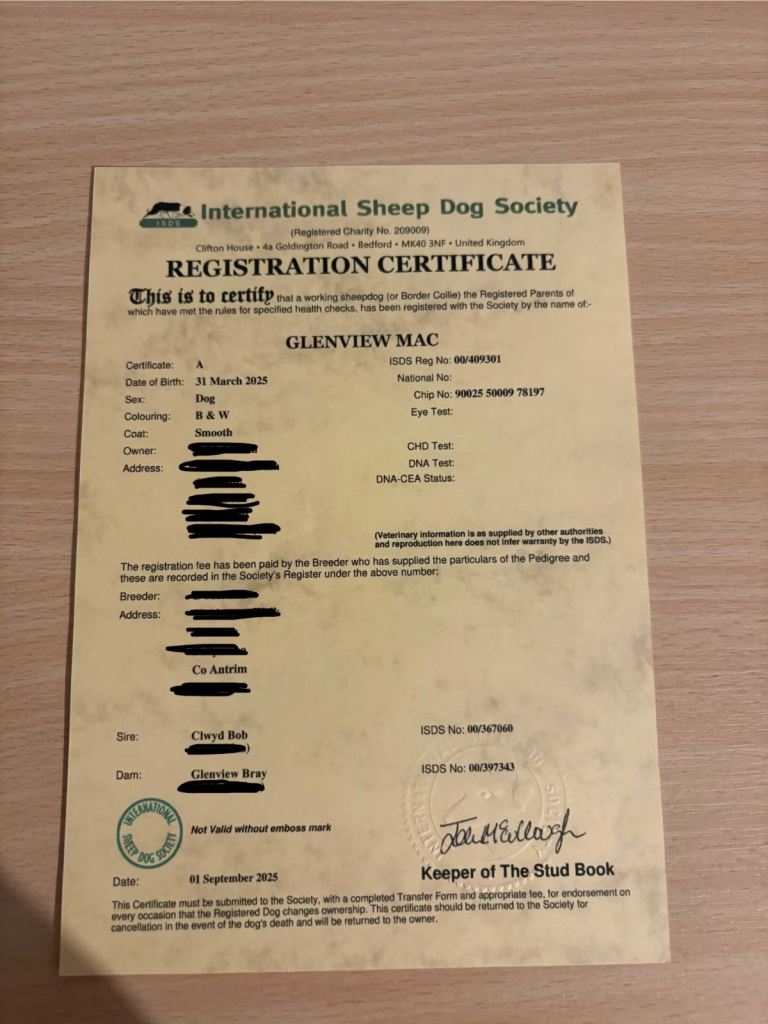 ISDS International Sheep Dog Society
(Registered Charity No. 209009)
Clifton House • 4a Goldington Road • Bedford • MK40 3NF • United Kingdom
REGISTRATION CERTIFICATE
This is to certify that a working sheepdog (or Border Collie) the Registered Parents of
which have met the rules for specified health checks, has been registered with the Society by the name of:-
GLENVIEW MAC
Certificate: A
ISDS Reg No: 00/409301
Date of Birth: 31 March 2025
National No:
Sex: Dog
Chip No: 90025 50009 78197
Colouring: B & W
Eye Test:
Coat: Smooth
Owner:
CHD Test:
Address:
DNA Test:
DNA-CEA Status:
(Veterinary information is as supplied by other authorities
and reproduction here does not infer warranty by the ISDS.)
The registration fee has been paid by the Breeder who has supplied the particulars of the Pedigree and
these are recorded in the Society's Register under the above number:
Breeder:
Address:
Co Antrim
Sire: Clwyd Bob
ISDS No: 00/367060
)
Dam: Glenview Bray
ISDS No: 00/397343
INTERNATIONAL SHEEP DOG SOCIETY
Not Valid without emboss mark
Keeper of The Stud Book
Date: 01 September 2025
This Certificate must be submitted to the Society, with a completed Transfer Form and appropriate fee, for endorsement on
every occasion that the Registered Dog changes ownership. This certificate should be returned to the Society for
cancellation in the event of the dog's death and will be returned to the owner.